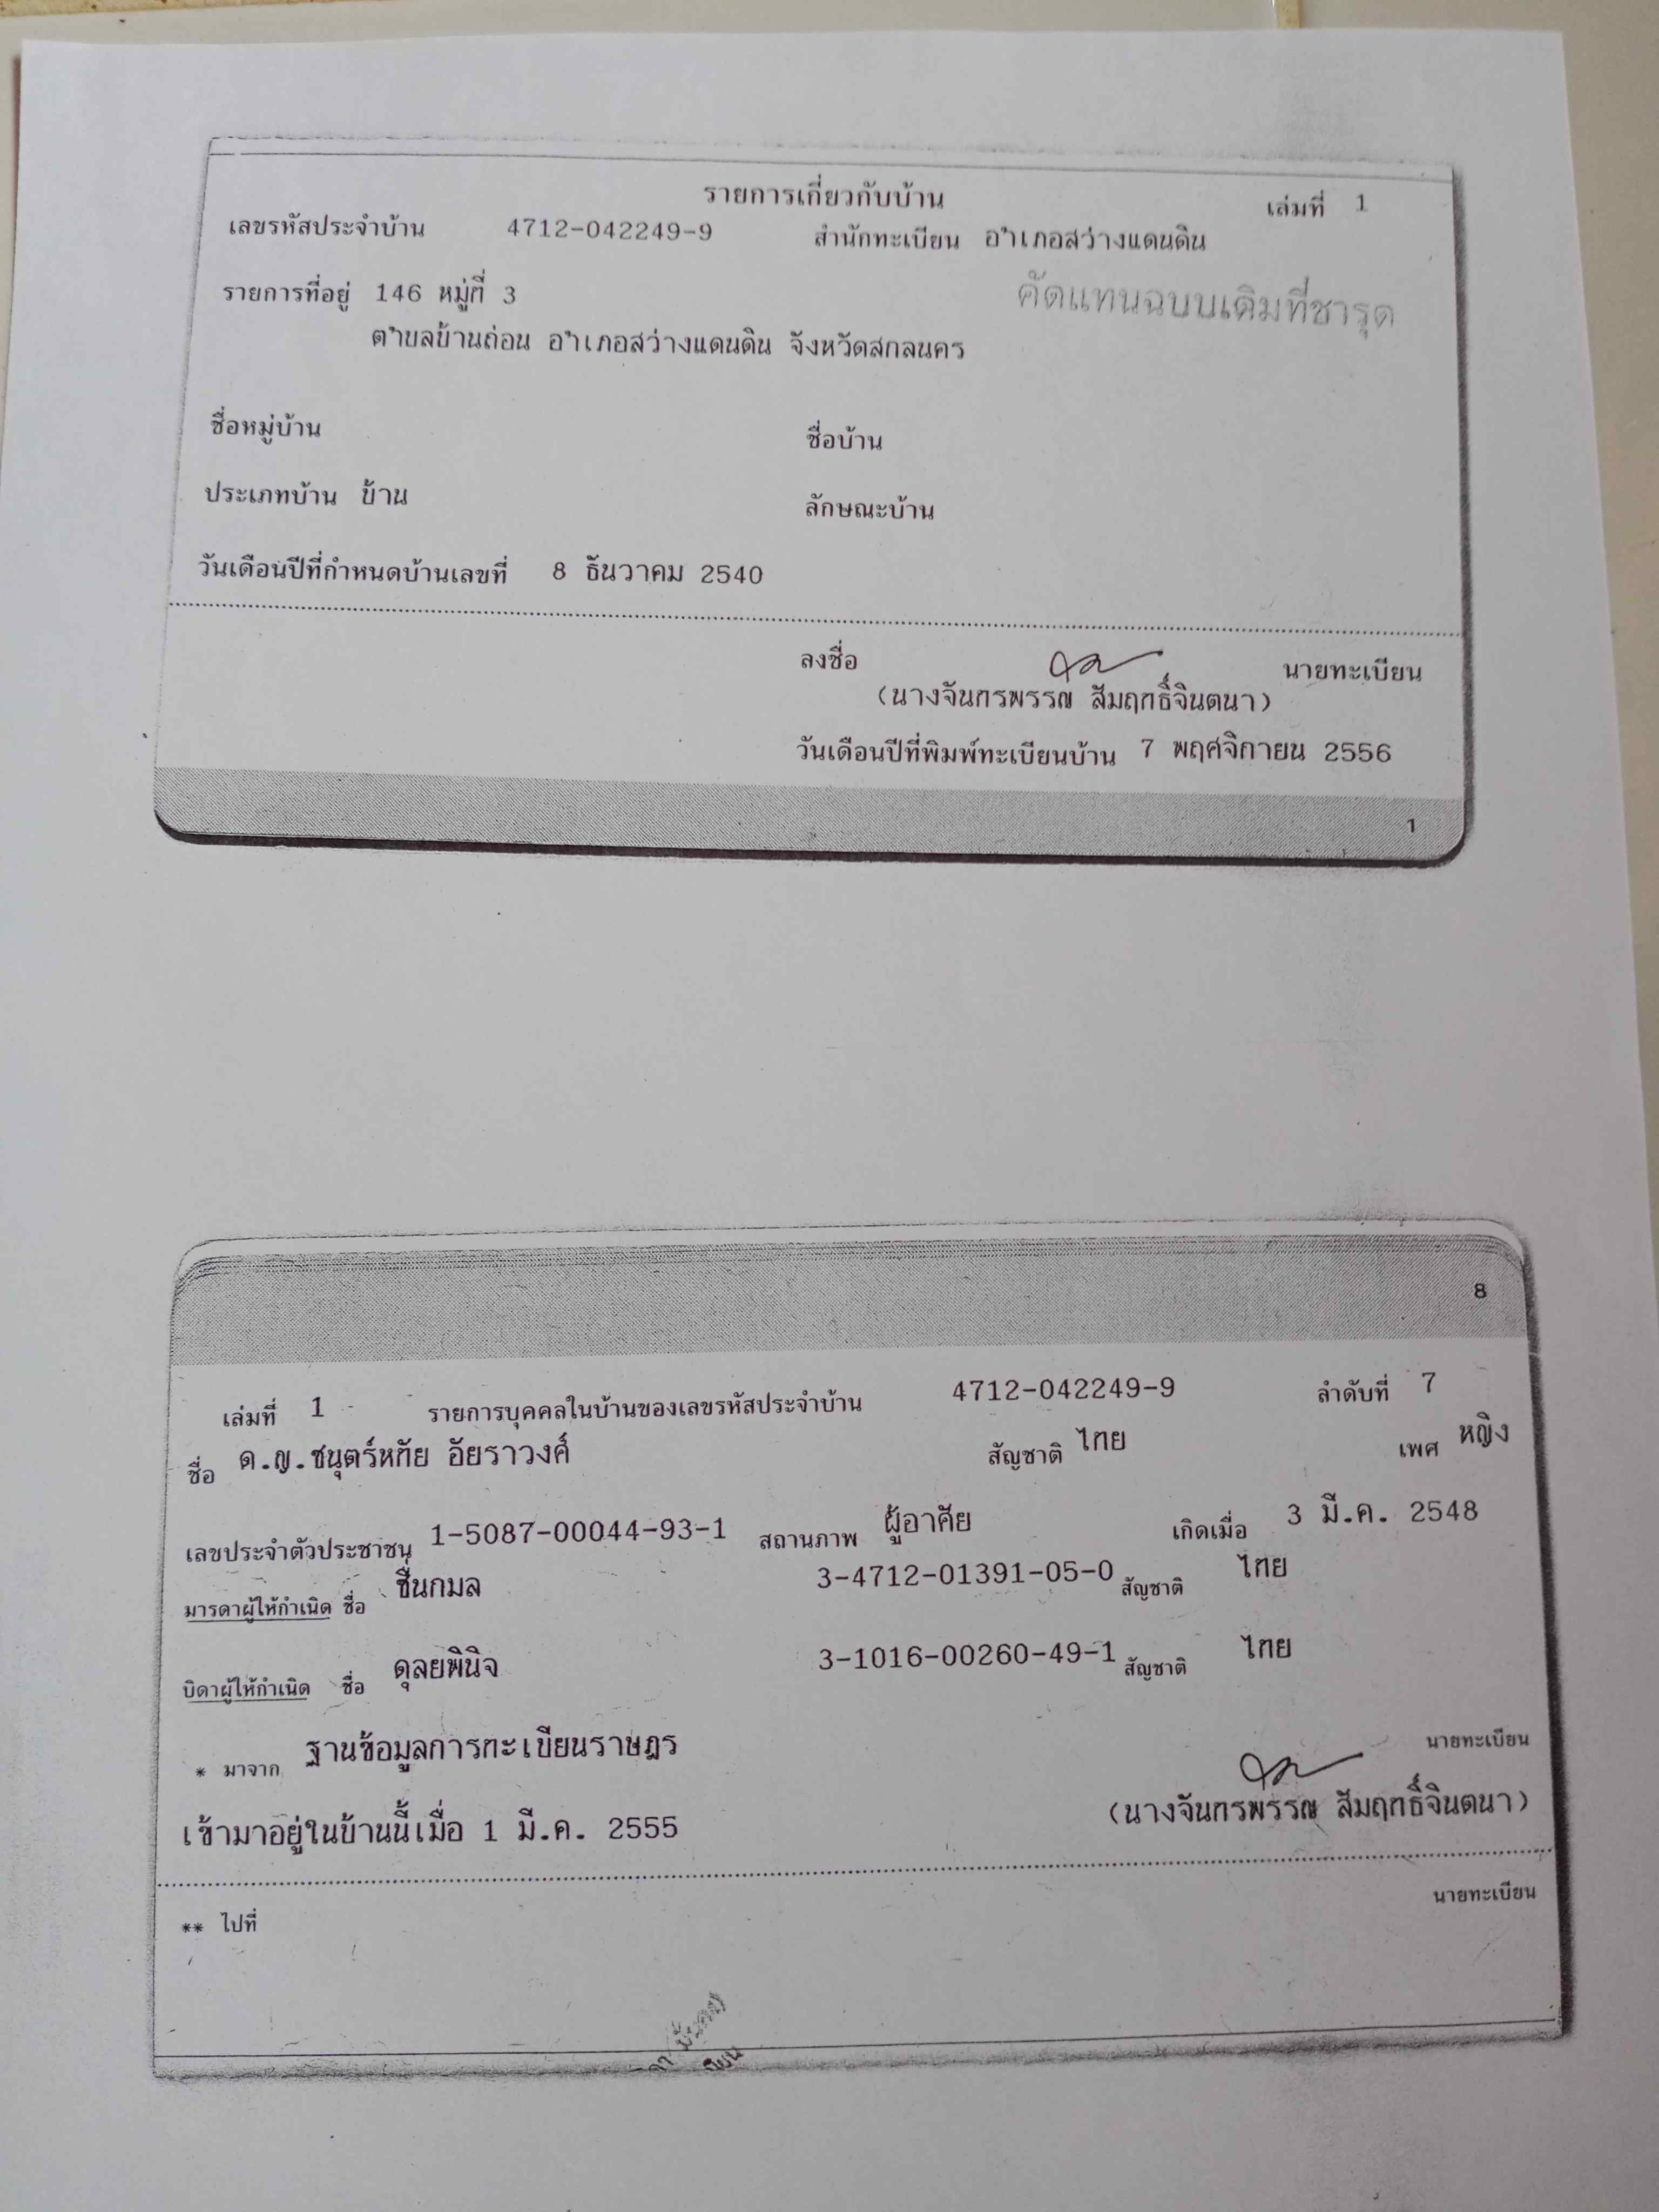 รายการเกี่ยวกับบ้าน เล่มที่ 1
เลขรหัสประจำบ้าน 4712-042249-9 สำนักทะเบียน อำเภอสว่างแดนดิน
รายการที่อยู่ 146 หมู่ที่ 3 คัดแทนฉบบเดิมที่ชารุด
ตำบลบ้านถ่อน อำเภอสว่างแดนดิน จังหวัดสกลนคร
ชื่อหมู่บ้าน ชื่อบ้าน
ประเภทบ้าน บ้าน ลักษณะบ้าน
วันเดือนปีที่กำหนดบ้านเลขที่ 8 ธันวาคม 2540
ลงชื่อ นายทะเบียน
(นางจันทรพรรณ สัมฤทธิ์จินตนา)
วันเดือนปีที่พิมพ์ทะเบียนบ้าน 7 พฤศจิกายน 2556
1
8
เล่มที่ 1 รายการบุคคลในบ้านของเลขรหัสประจำบ้าน 4712-042249-9 ลำดับที่ 7
ชื่อ ด.ญ.ชนุตร์หทัย อัยราวงศ์ สัญชาติ ไทย เพศ หญิง
เลขประจำตัวประชาชน 1-5087-00044-93-1 สถานภาพ ผู้อาศัย เกิดเมื่อ 3 มี.ค. 2548
มารดาผู้ให้กำเนิด ชื่อ ชื่นกมล 3-4712-01391-05-0 สัญชาติ ไทย
บิดาผู้ให้กำเนิด ชื่อ ดุลยพินิจ 3-1016-00260-49-1 สัญชาติ ไทย
* มาจาก ฐานข้อมูลการทะเบียนราษฎร นายทะเบียน
เข้ามาอยู่ในบ้านนี้เมื่อ 1 มี.ค. 2555 (นางจันทรพรรณ สัมฤทธิ์จินตนา)
** ไปที่ นายทะเบียน